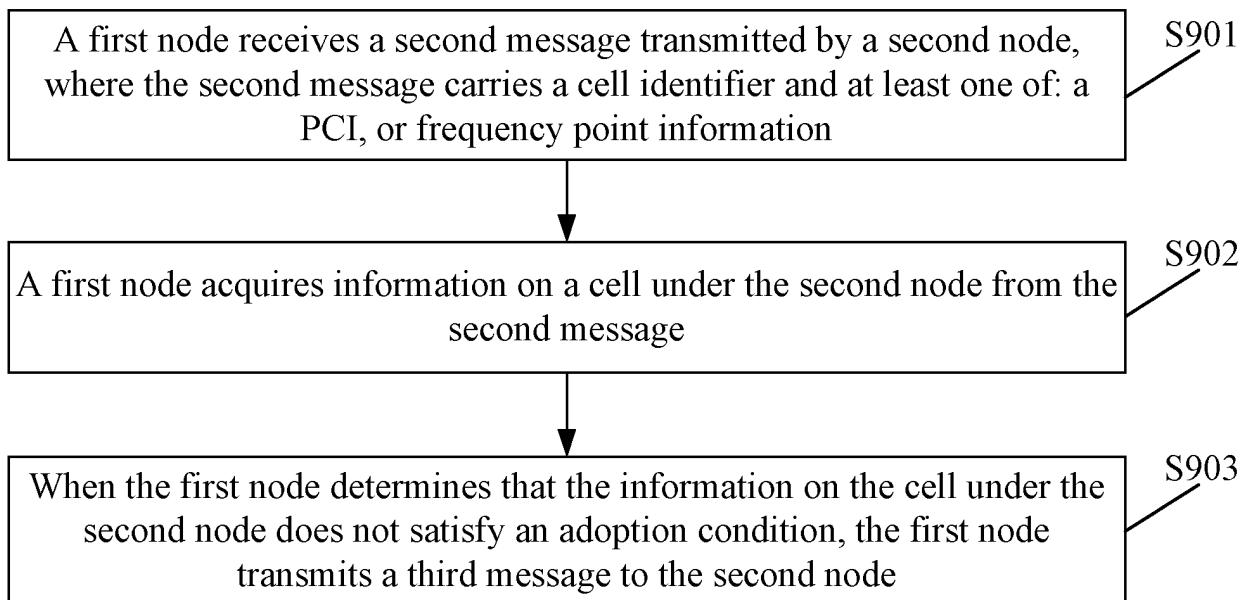 A first node receives a second message transmitted by a second node,
where the second message carries a cell identifier and at least one of: a
PCI, or frequency point information
S901
A first node acquires information on a cell under the second node from the
second message
S902
When the first node determines that the information on the cell under the
second node does not satisfy an adoption condition, the first node
transmits a third message to the second node
S903